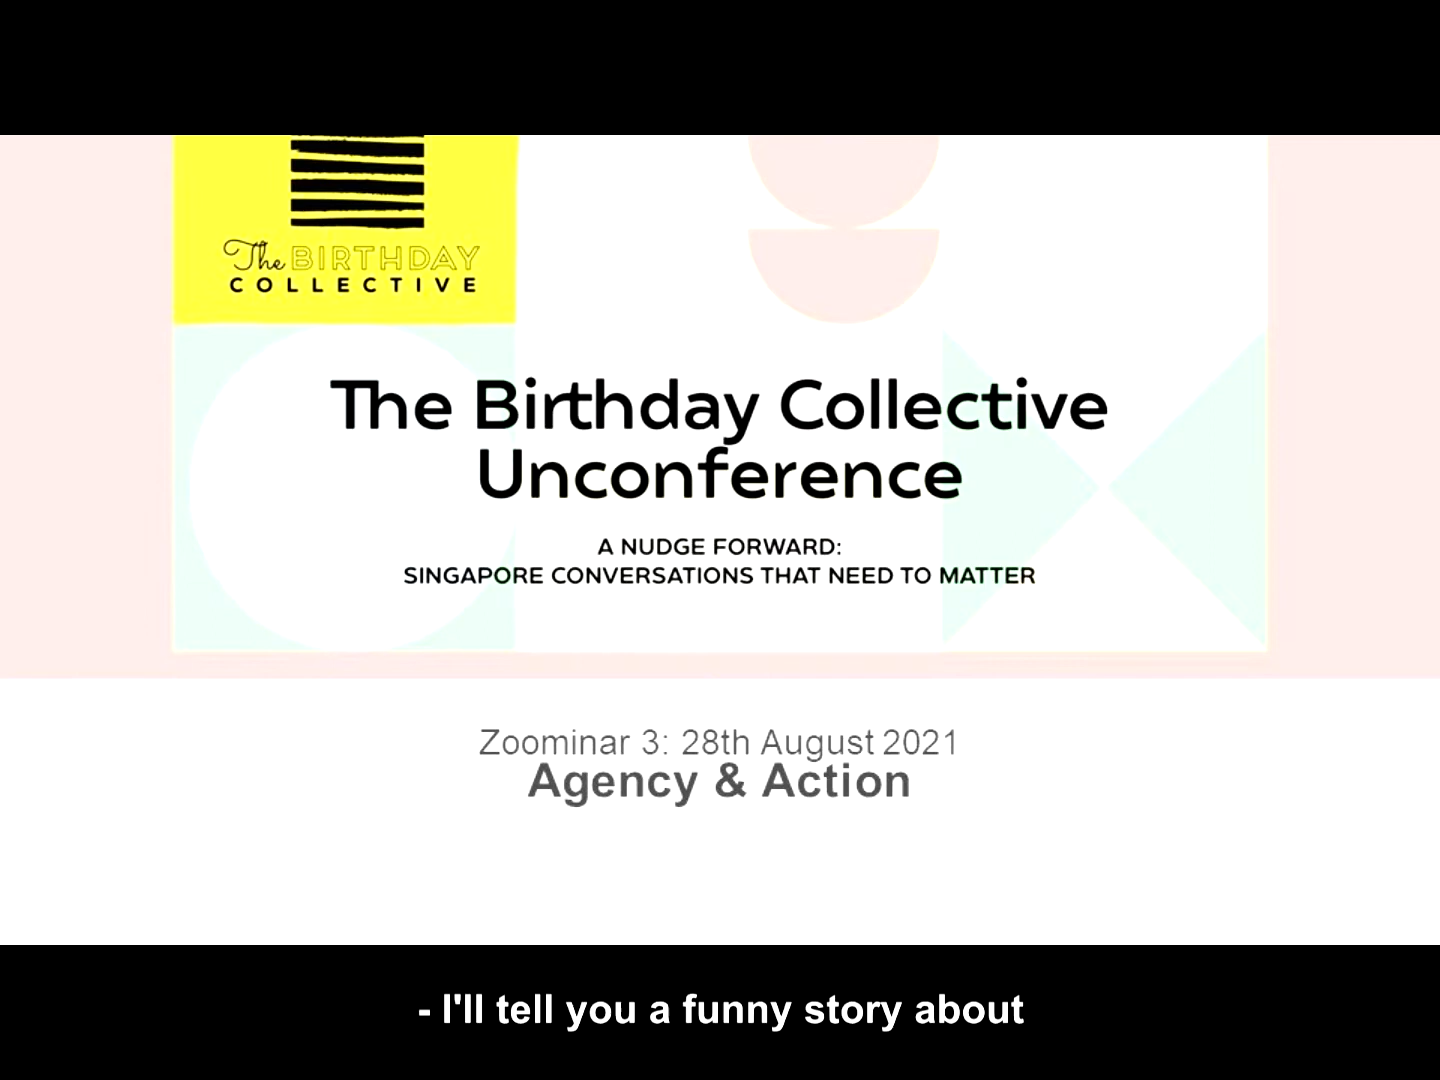 The BIRTHDAY
COLLECTIVE
The Birthday Collective
Unconference
A NUDGE FORWARD:
SINGAPORE CONVERSATIONS THAT NEED TO MATTER
Zoominar 3: 28th August 2021
Agency & Action
- I'll tell you a funny story about